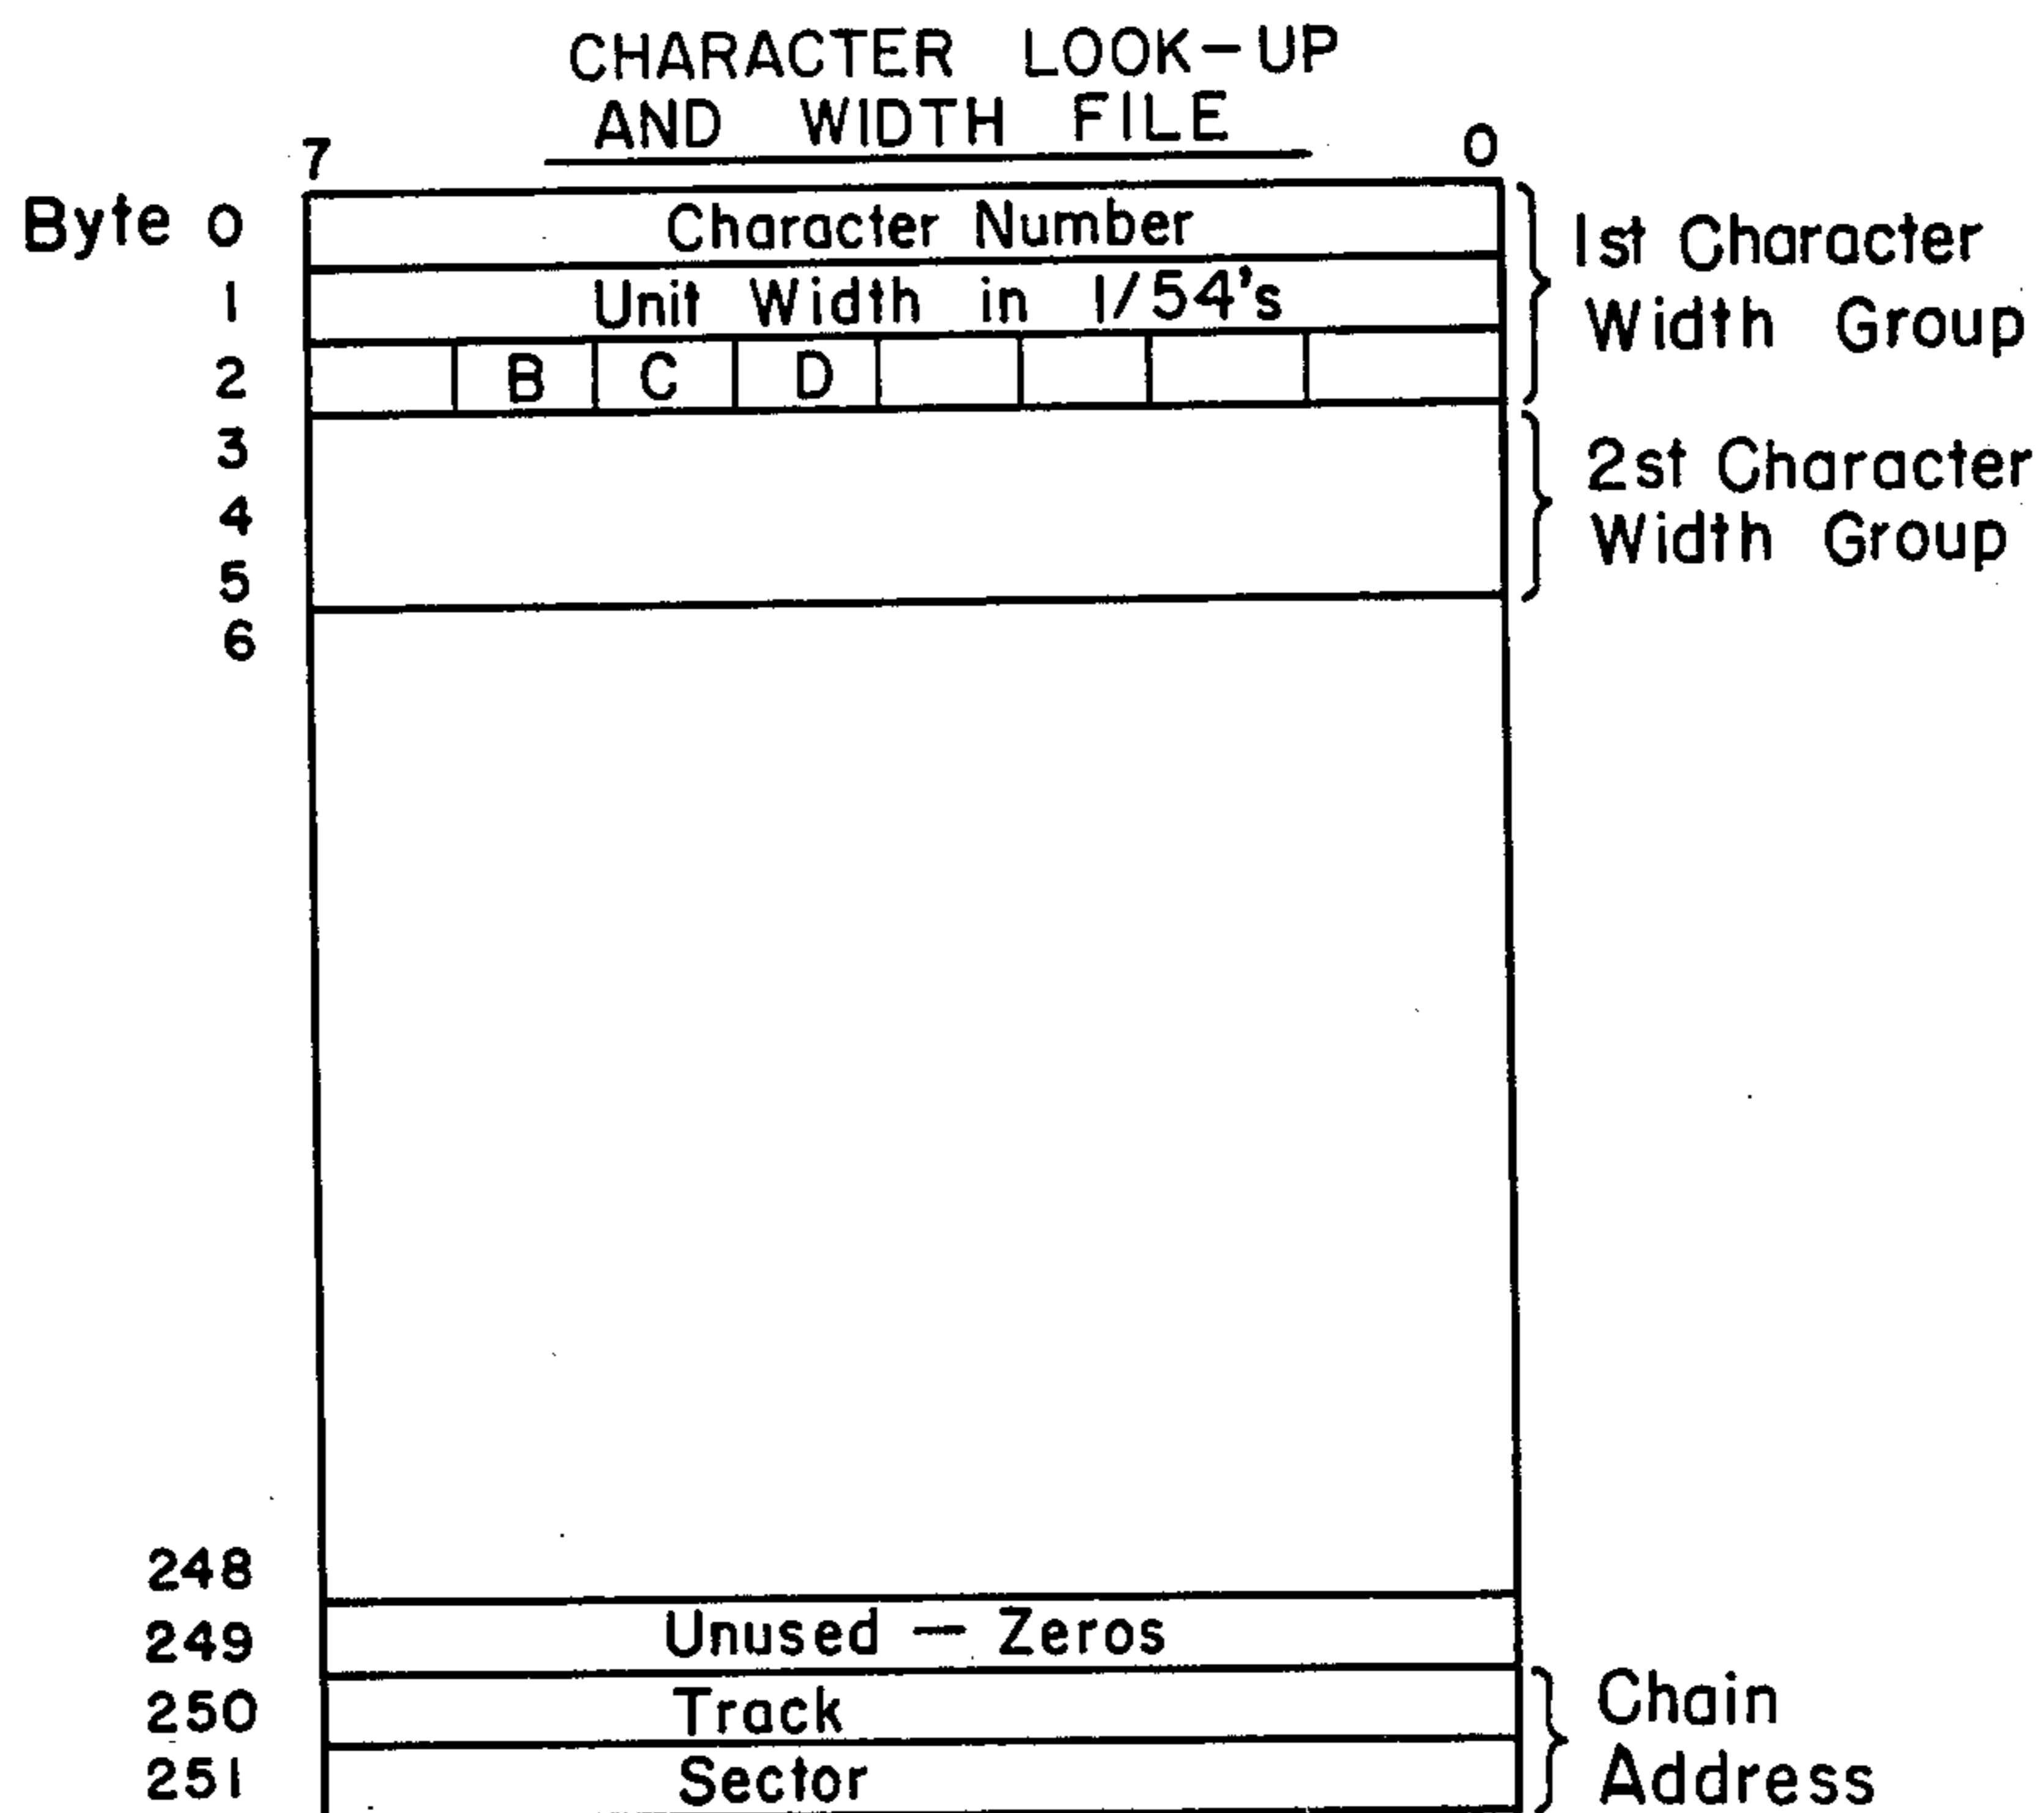 CHARACTER LOOK-UP
AND WIDTH FILE
7 0
Byte 0 Character Number
1 Unit Width in 1/54's
1st Character
Width Group
2 B C D
3
4
5
2st Character
Width Group
6
248
249 Unused — Zeros
250 Track
251 Sector
Chain
Address